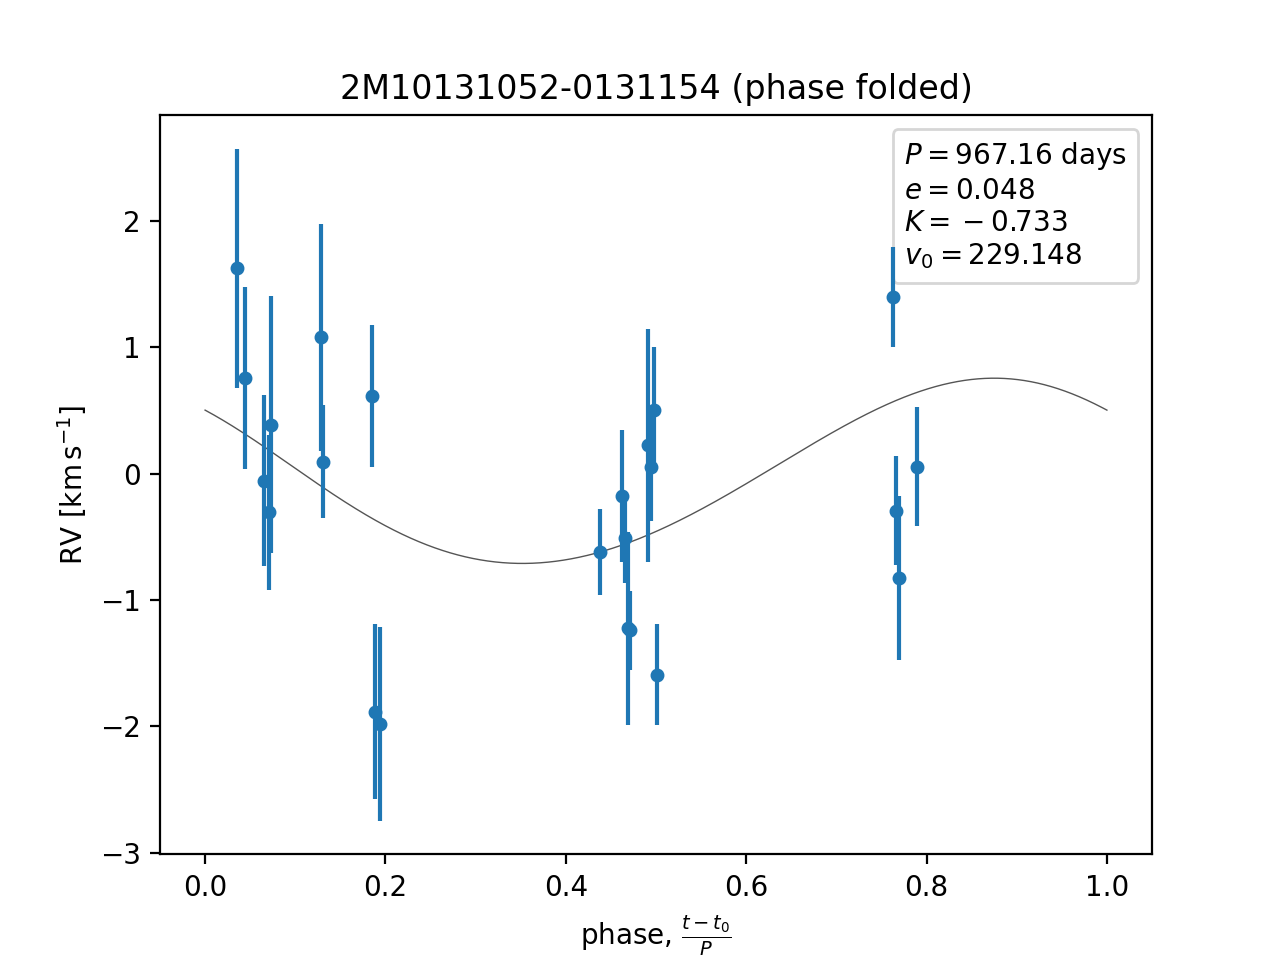 2M10131052-0131154 (phase folded)
P = 967.16 days
e = 0.048
K = −0.733
v₀ = 229.148
2
1
0
−1
−2
−3
RV [km s⁻¹]
0.0 0.2 0.4 0.6 0.8 1.0
phase, (t − t₀)/P